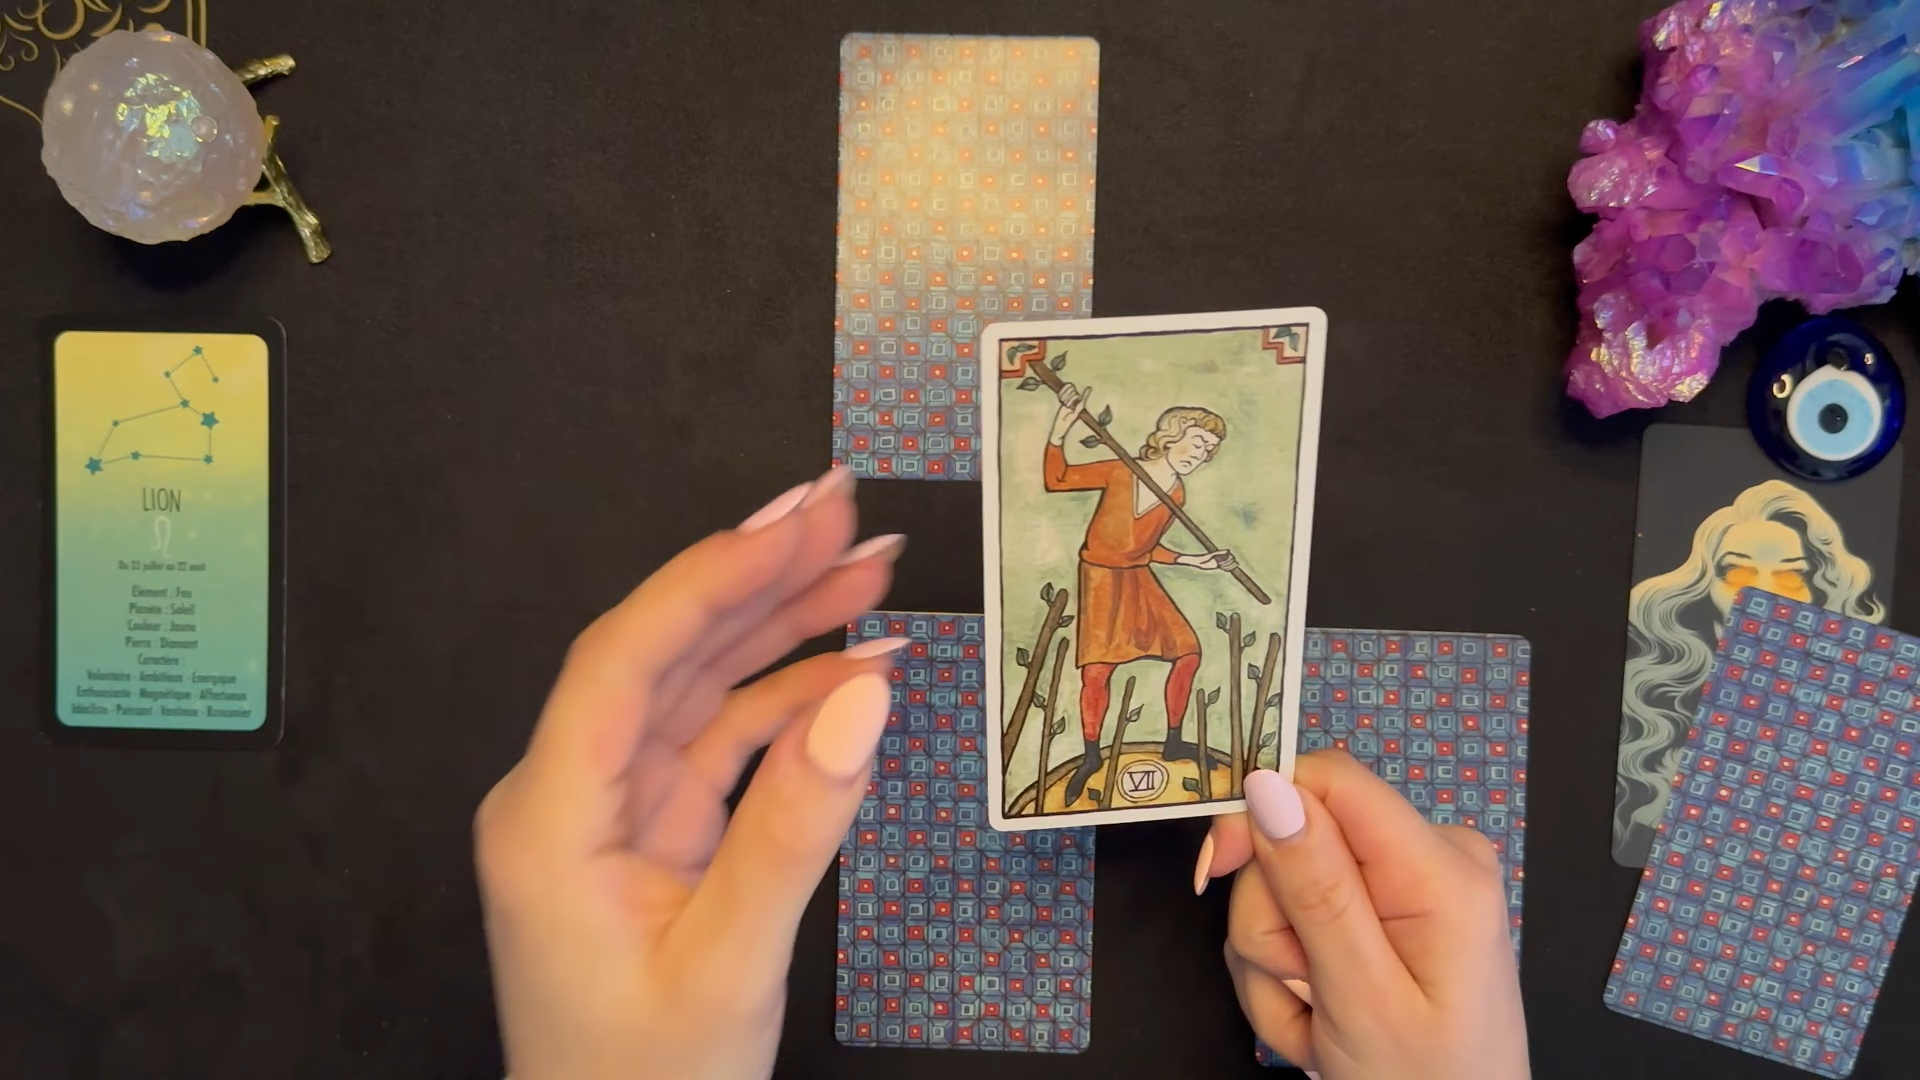 LION
Du 23 juillet au 22 août
Élément : Feu
Planète : Soleil
Couleur : Jaune
Pierre : Diamant
Caractère :
Volontaire - Ambitieux - Énergique
Enthousiaste - Magnétique - Affectueux
Idéaliste - Puissant - Vaniteux - Rancunier
VII